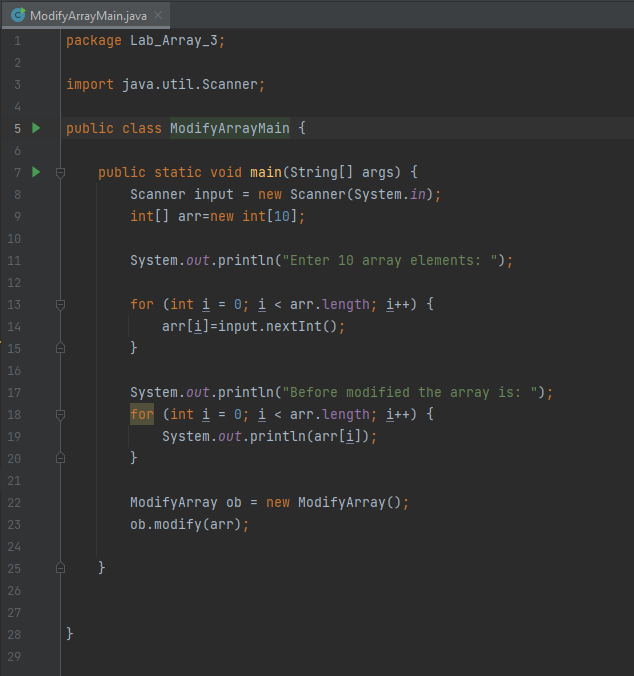 ModifyArrayMain.java
1 package Lab_Array_3;
2
3 import java.util.Scanner;
4
5 public class ModifyArrayMain {
6
7     public static void main(String[] args) {
8         Scanner input = new Scanner(System.in);
9         int[] arr=new int[10];
10
11         System.out.println("Enter 10 array elements: ");
12
13         for (int i = 0; i < arr.length; i++) {
14             arr[i]=input.nextInt();
15         }
16
17         System.out.println("Before modified the array is: ");
18         for (int i = 0; i < arr.length; i++) {
19             System.out.println(arr[i]);
20         }
21
22         ModifyArray ob = new ModifyArray();
23         ob.modify(arr);
24
25     }
26
27
28 }
29